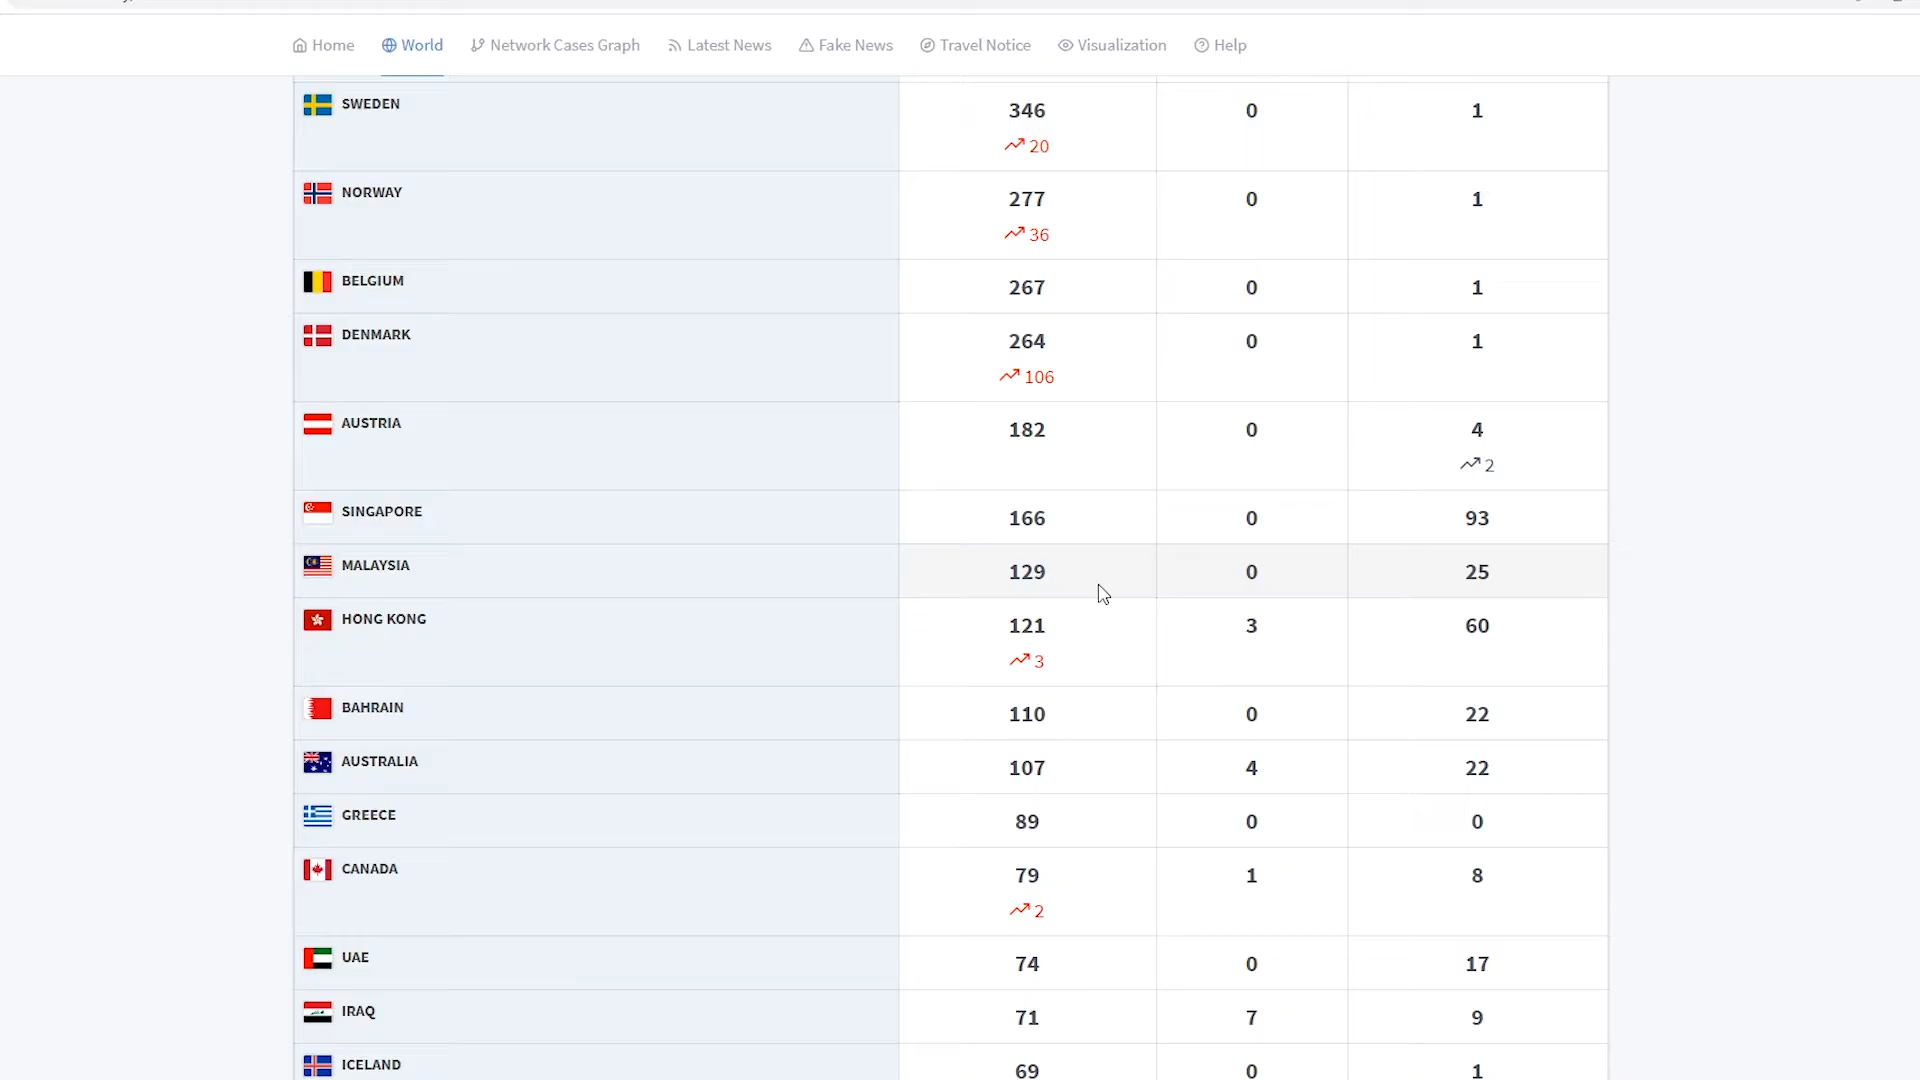 Home World Network Cases Graph Latest News Fake News Travel Notice Visualization Help
SWEDEN 346 0 1
20
NORWAY 277 0 1
36
BELGIUM 267 0 1
DENMARK 264 0 1
106
AUSTRIA 182 0 4
2
SINGAPORE 166 0 93
MALAYSIA 129 0 25
HONG KONG 121 3 60
3
BAHRAIN 110 0 22
AUSTRALIA 107 4 22
GREECE 89 0 0
CANADA 79 1 8
2
UAE 74 0 17
IRAQ 71 7 9
ICELAND 69 0 1